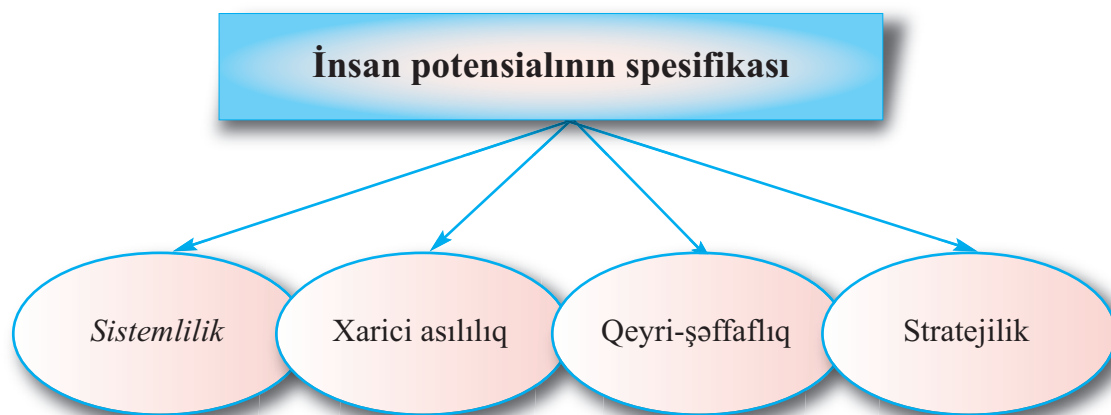 İnsan potensialının spesifikası
Sistemlilik
Xarici asılılıq
Qeyri-şəffaflıq
Stratejilik